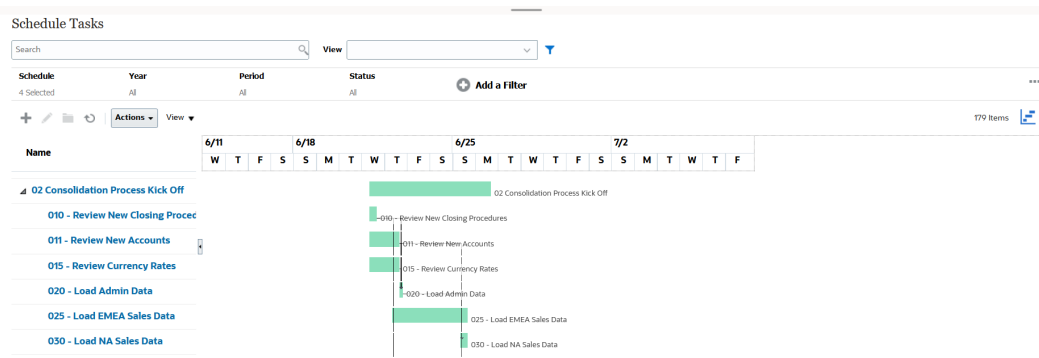 Schedule Tasks
Search View
Schedule Year Period Status
4 Selected All All All
Add a Filter
Actions View 179 Items
Name
6/11 6/18 6/25 7/2
W T F S S M T W T F S S M T W T F S S M T W T F
02 Consolidation Process Kick Off 02 Consolidation Process Kick Off
010 - Review New Closing Proced 010 - Review New Closing Procedures
011 - Review New Accounts 011 - Review New Accounts
015 - Review Currency Rates 015 - Review Currency Rates
020 - Load Admin Data 020 - Load Admin Data
025 - Load EMEA Sales Data 025 - Load EMEA Sales Data
030 - Load NA Sales Data 030 - Load NA Sales Data